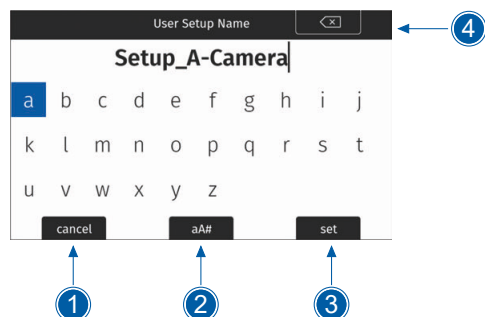 User Setup Name
4
Setup_A-Camera
a b c d e f g h i j
k l m n o p q r s t
u v w x y z
cancel aA# set
1 2 3